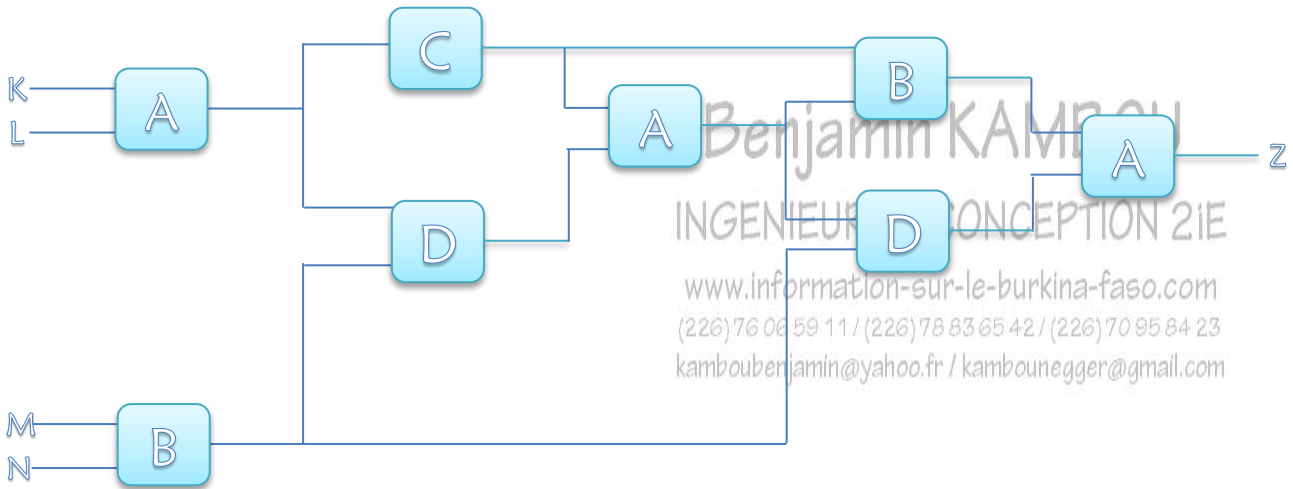 C
K
A
B
L
A
Benjamin KAMBOU
A
Z
D
D
INGENIEUR CONCEPTION 2iE
www.information-sur-le-burkina-faso.com
(226) 76 06 59 11 / (226) 78 83 65 42 / (226) 70 95 84 23
kamboubenjamin@yahoo.fr / kambounegger@gmail.com
M
B
N